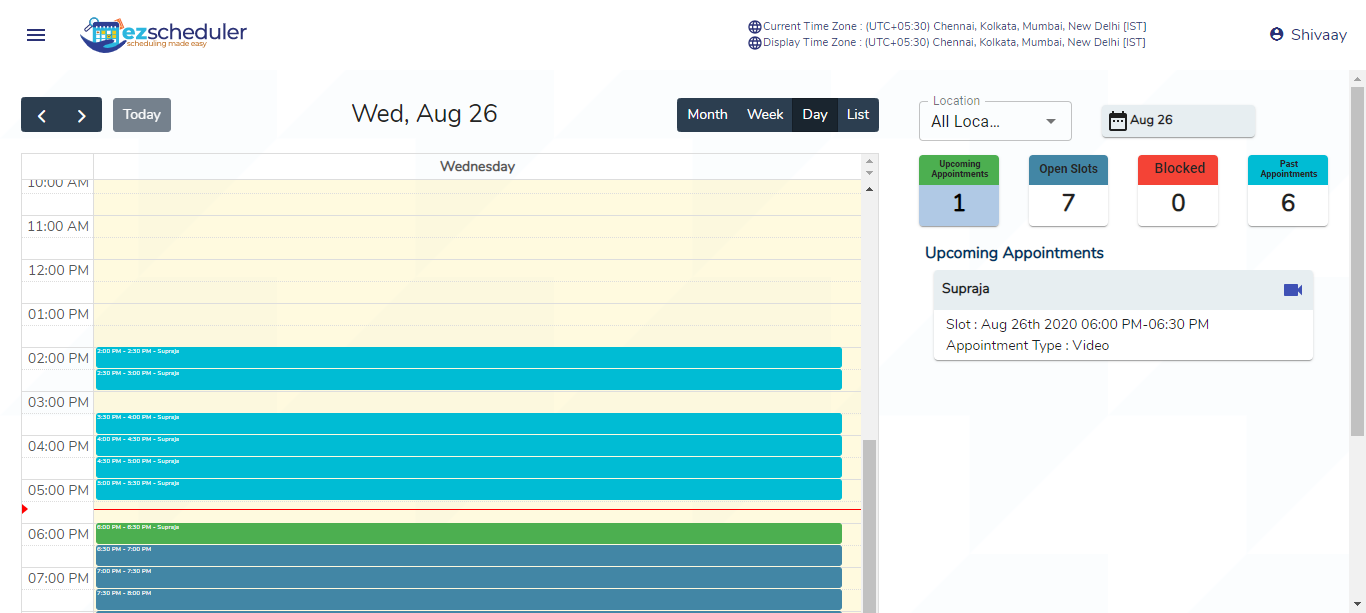 ezscheduler
scheduling made easy
Current Time Zone : (UTC+05:30) Chennai, Kolkata, Mumbai, New Delhi [IST]
Display Time Zone : (UTC+05:30) Chennai, Kolkata, Mumbai, New Delhi [IST]
Shivaay
Today
Wed, Aug 26
Month Week Day List
Wednesday
10:00 AM
11:00 AM
12:00 PM
01:00 PM
02:00 PM
2:00 PM - 2:30 PM - Supraja
2:30 PM - 3:00 PM - Supraja
03:00 PM
3:30 PM - 4:00 PM - Supraja
04:00 PM
4:00 PM - 4:30 PM - Supraja
4:30 PM - 5:00 PM - Supraja
05:00 PM
5:00 PM - 5:30 PM - Supraja
06:00 PM
6:00 PM - 6:30 PM - Supraja
6:30 PM - 7:00 PM
07:00 PM
7:00 PM - 7:30 PM
7:30 PM - 8:00 PM
Location
All Loca...
Aug 26
Upcoming
Appointments
1
Open Slots
7
Blocked
0
Past
Appointments
6
Upcoming Appointments
Supraja
Slot : Aug 26th 2020 06:00 PM-06:30 PM
Appointment Type : Video